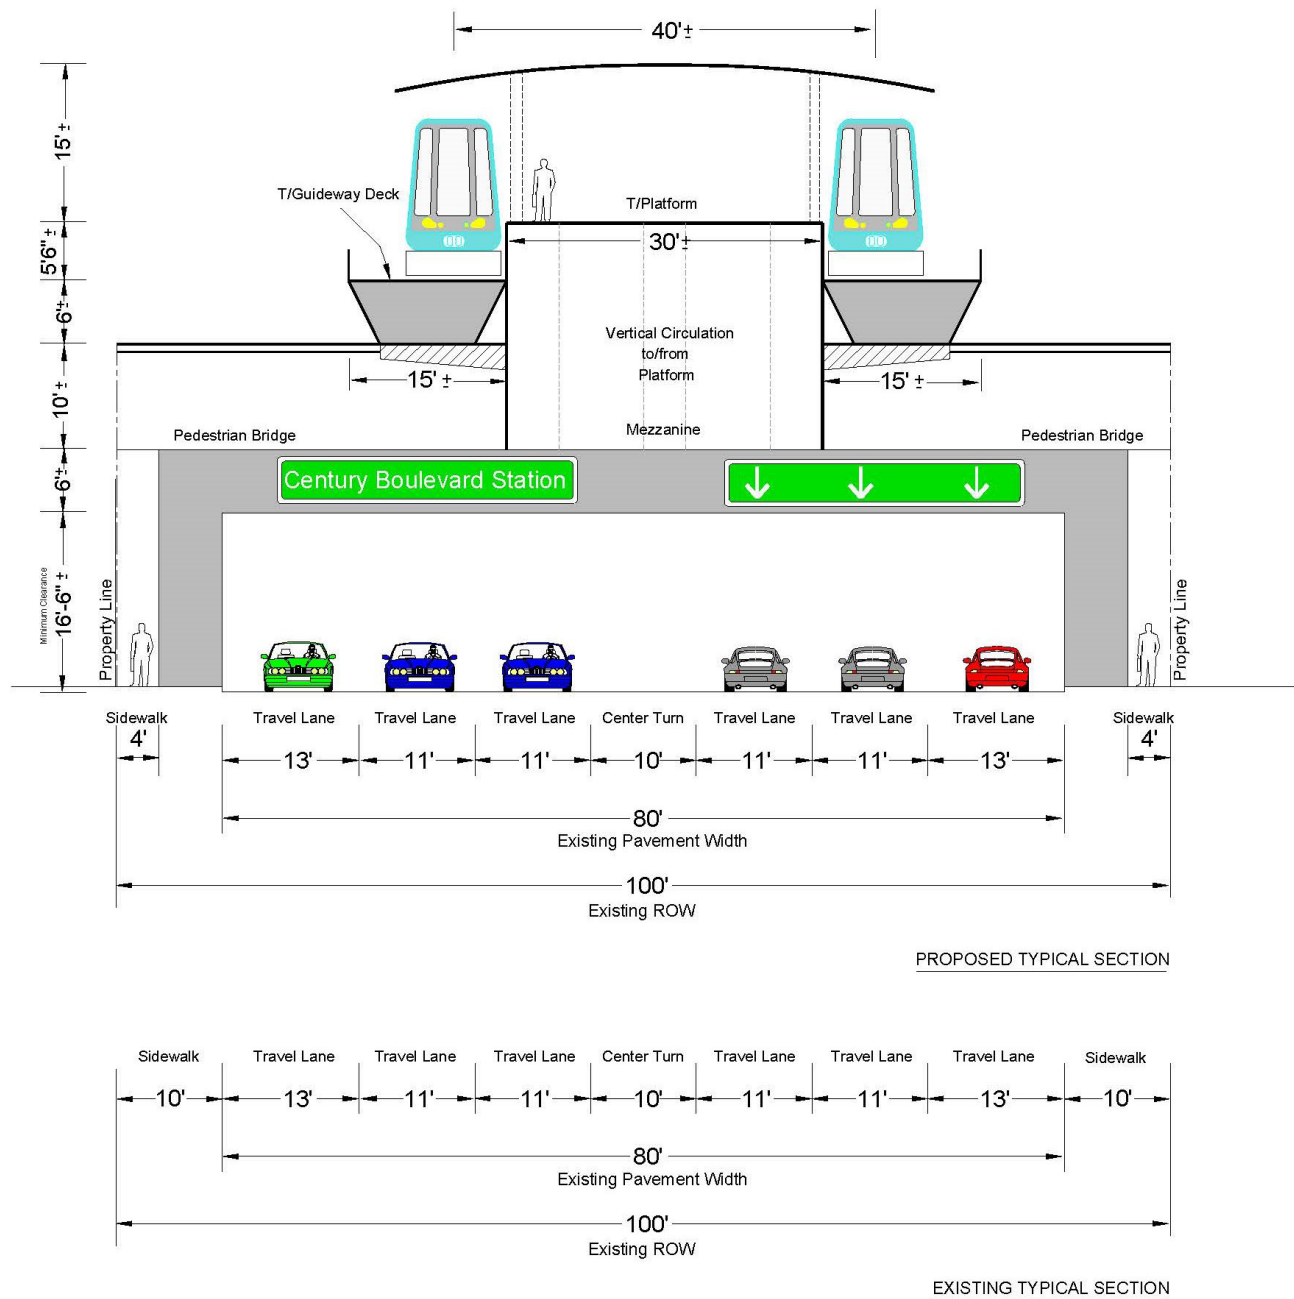 40'±
15' ±
T/Guideway Deck
T/Platform
5'6" ±
30'±
6'±
Vertical Circulation
to/from
Platform
15' ±
15' ±
10' ±
Mezzanine
Pedestrian Bridge
Pedestrian Bridge
6'±
Century Boulevard Station
Minimum Clearance
16'-6" ±
Property Line
Property Line
Sidewalk Travel Lane Travel Lane Travel Lane Center Turn Travel Lane Travel Lane Travel Lane Sidewalk
4' 13' 11' 11' 10' 11' 11' 13' 4'
80'
Existing Pavement Width
100'
Existing ROW
PROPOSED TYPICAL SECTION
Sidewalk Travel Lane Travel Lane Travel Lane Center Turn Travel Lane Travel Lane Travel Lane Sidewalk
10' 13' 11' 11' 10' 11' 11' 13' 10'
80'
Existing Pavement Width
100'
Existing ROW
EXISTING TYPICAL SECTION